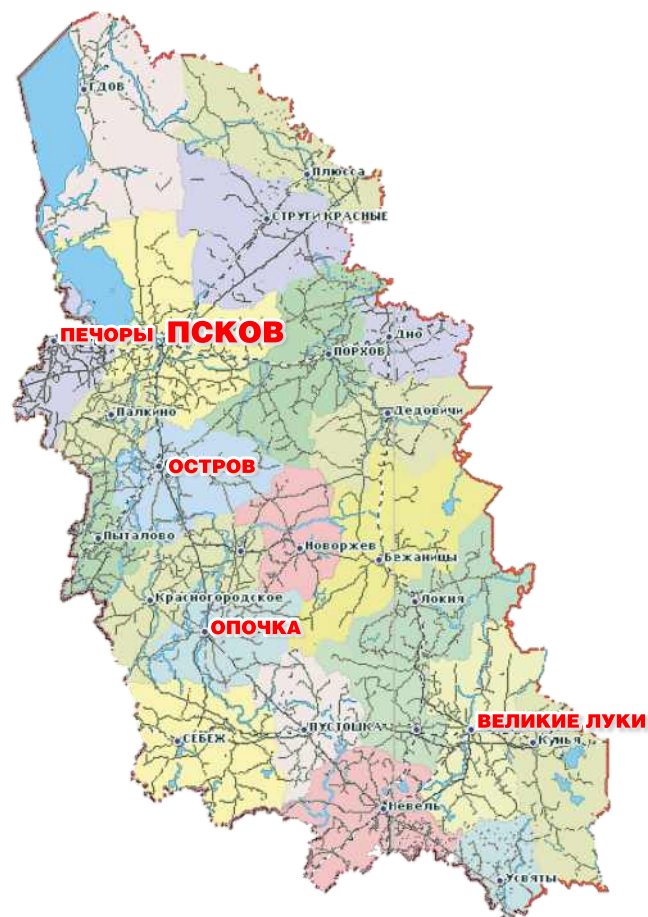 ГДОВ
Плюсса
СТРУГИ КРАСНЫЕ
ПЕЧОРЫ
ПСКОВ
Дно
ПОРХОВ
Палкино
Дедовичи
ОСТРОВ
Пыталово
Новоржев
Бежаницы
Красногородское
Локня
ОПОЧКА
ВЕЛИКИЕ ЛУКИ
СЕБЕЖ
ПУСТОШКА
Кунья
Невель
Усвяты